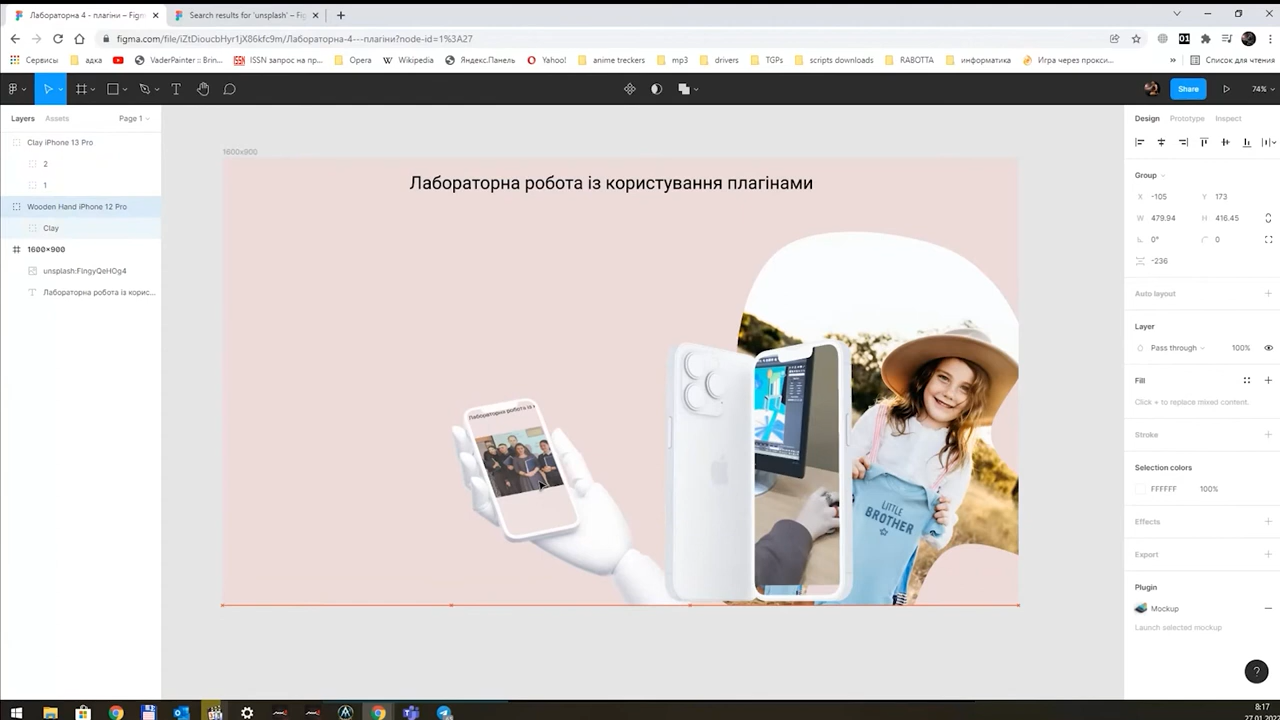 Лабораторна 4 - плагіни – Figm
Search results for 'unsplash' – Fig
figma.com/file/iZtDioucbHyr1jX86kfc9m/Лабораторна-4---плагіни?node-id=1%3A27
Сервисы
адка
VaderPainter :: Brin...
ISSN запрос на пр...
Opera
Wikipedia
Яндекс.Панель
Yahoo!
anime treckers
mp3
drivers
TGPs
scripts downloads
RABOTTA
информатика
Игра через прокси...
»
Список для чтения
Share
74%
Layers
Assets
Page 1
Design
Prototype
Inspect
Clay iPhone 13 Pro
2
1
Wooden Hand iPhone 12 Pro
Clay
1600×900
unsplash:FlngyQeHOg4
Лабораторна робота із корис...
1600x900
Лабораторна робота із користування плагінами
Лабораторна робота із к
LITTLE
BROTHER
Group
X -105
Y 173
W 479.94
H 416.45
0°
0
-236
Auto layout
Layer
Pass through
100%
Fill
Click + to replace mixed content.
Stroke
Selection colors
FFFFFF 100%
Effects
Export
Plugin
Mockup
Launch selected mockup
?
8:17